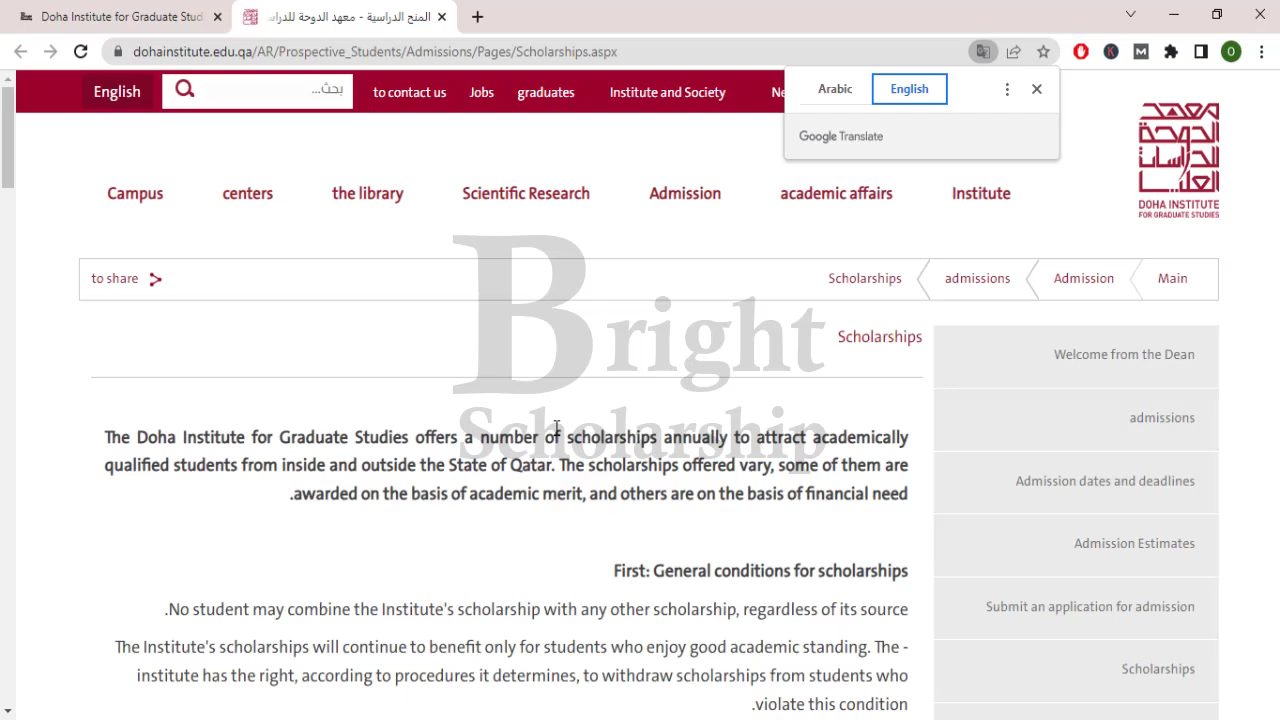 Doha Institute for Graduate Stud
المنح الدراسية - معهد الدوحة للدرا
dohainstitute.edu.qa/AR/Prospective_Students/Admissions/Pages/Scholarships.aspx
English
بحث...
to contact us
Jobs
graduates
Institute and Society
Ne
Arabic
English
Google Translate
معهد
الدوحة
للدراسات
العليا
DOHA INSTITUTE
FOR GRADUATE STUDIES
Campus
centers
the library
Scientific Research
Admission
academic affairs
Institute
to share
Scholarships
admissions
Admission
Main
Bright
Scholarship
Scholarships
The Doha Institute for Graduate Studies offers a number of scholarships annually to attract academically
qualified students from inside and outside the State of Qatar. The scholarships offered vary, some of them are
.awarded on the basis of academic merit, and others are on the basis of financial need
First: General conditions for scholarships
.No student may combine the Institute's scholarship with any other scholarship, regardless of its source
The Institute's scholarships will continue to benefit only for students who enjoy good academic standing. The -
institute has the right, according to procedures it determines, to withdraw scholarships from students who
.violate this condition
Welcome from the Dean
admissions
Admission dates and deadlines
Admission Estimates
Submit an application for admission
Scholarships